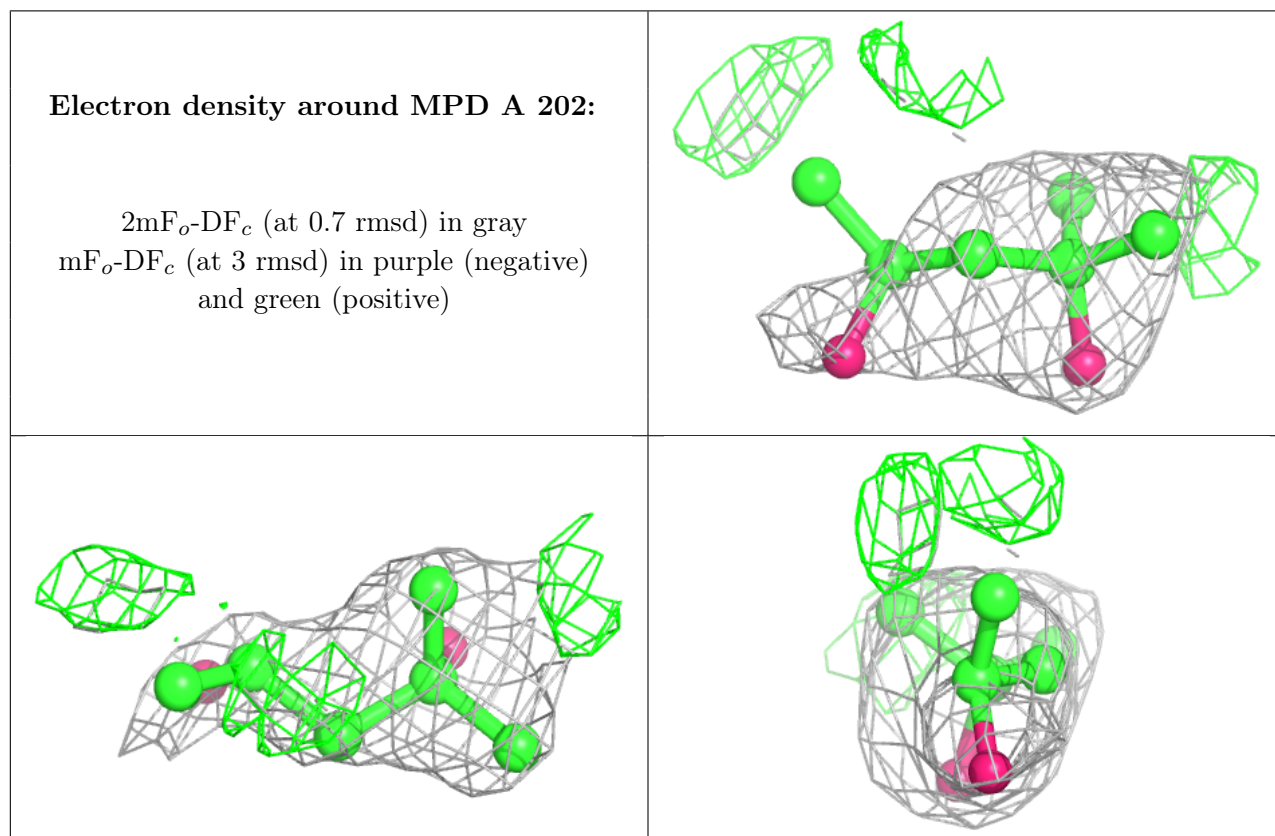 Electron density around MPD A 202:
2mFo-DFc (at 0.7 rmsd) in gray
mFo-DFc (at 3 rmsd) in purple (negative)
and green (positive)